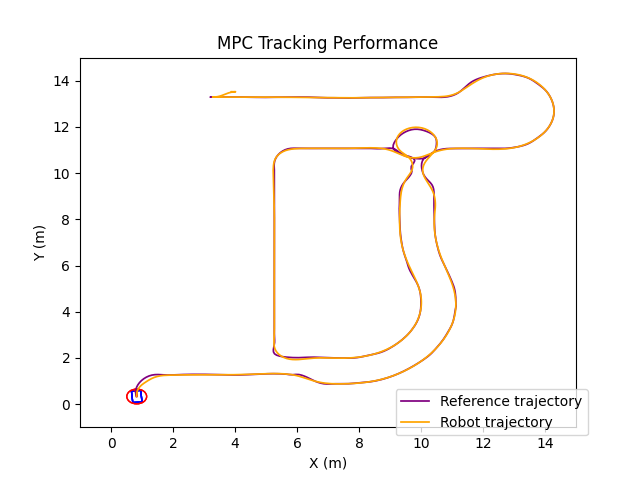 MPC Tracking Performance
Y (m)
14
12
10
8
6
4
2
0
0 2 4 6 8 10 12 14
X (m)
Reference trajectory
Robot trajectory